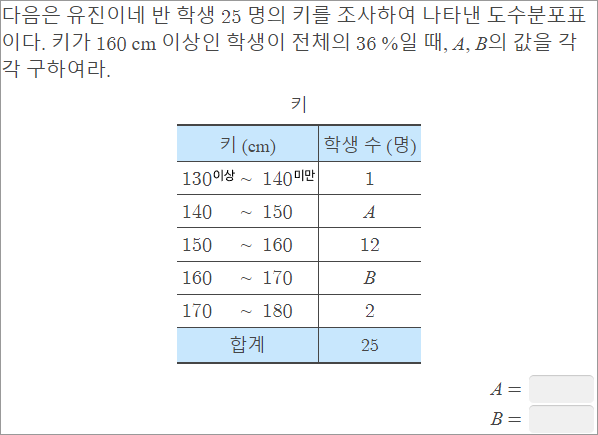 다음은 유진이네 반 학생 25 명의 키를 조사하여 나타낸 도수분포표
이다. 키가 160 cm 이상인 학생이 전체의 36 %일 때, A, B의 값을 각
각 구하여라.
키
키 (cm) 학생 수 (명)
130이상 ~ 140미만 1
140 ~ 150 A
150 ~ 160 12
160 ~ 170 B
170 ~ 180 2
합계 25
A =
B =